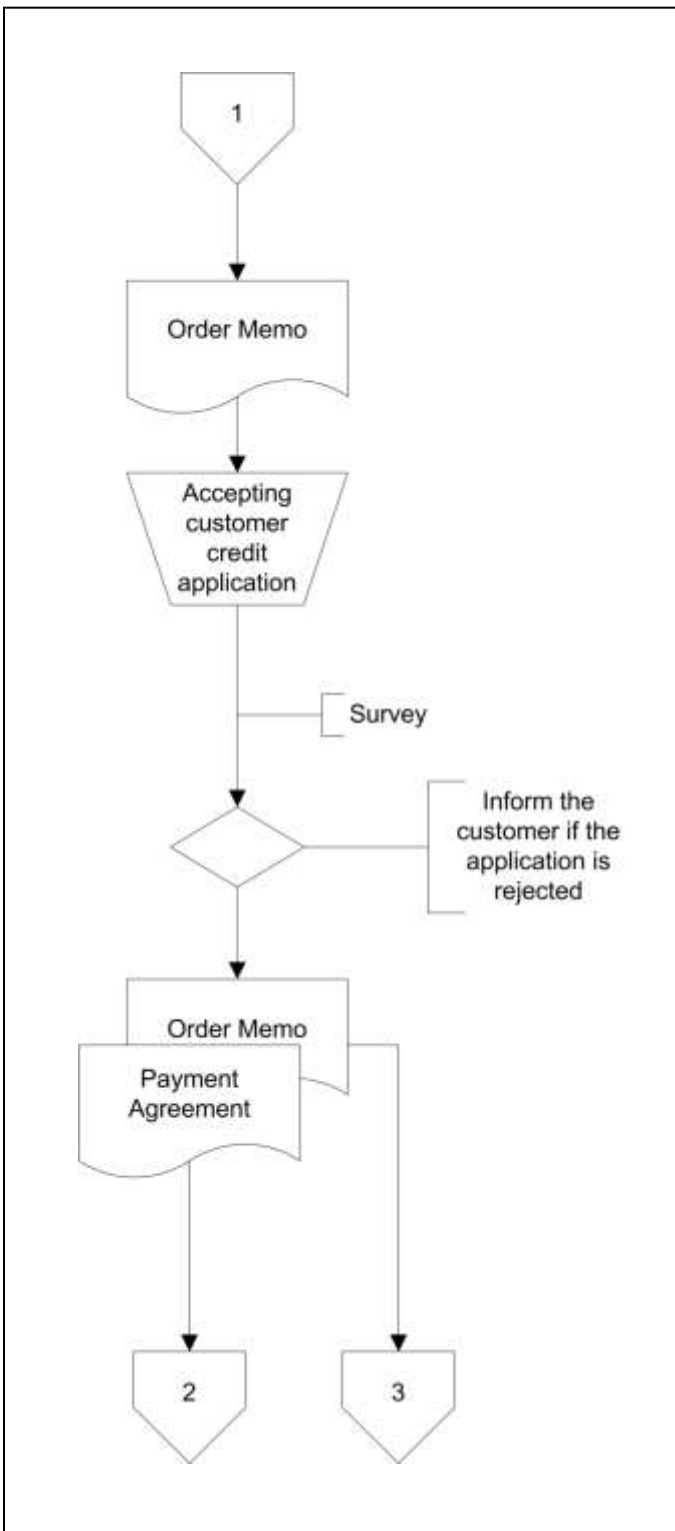 1
Order Memo
Accepting
customer
credit
application
Survey
Inform the
customer if the
application is
rejected
Order Memo
Payment
Agreement
2
3